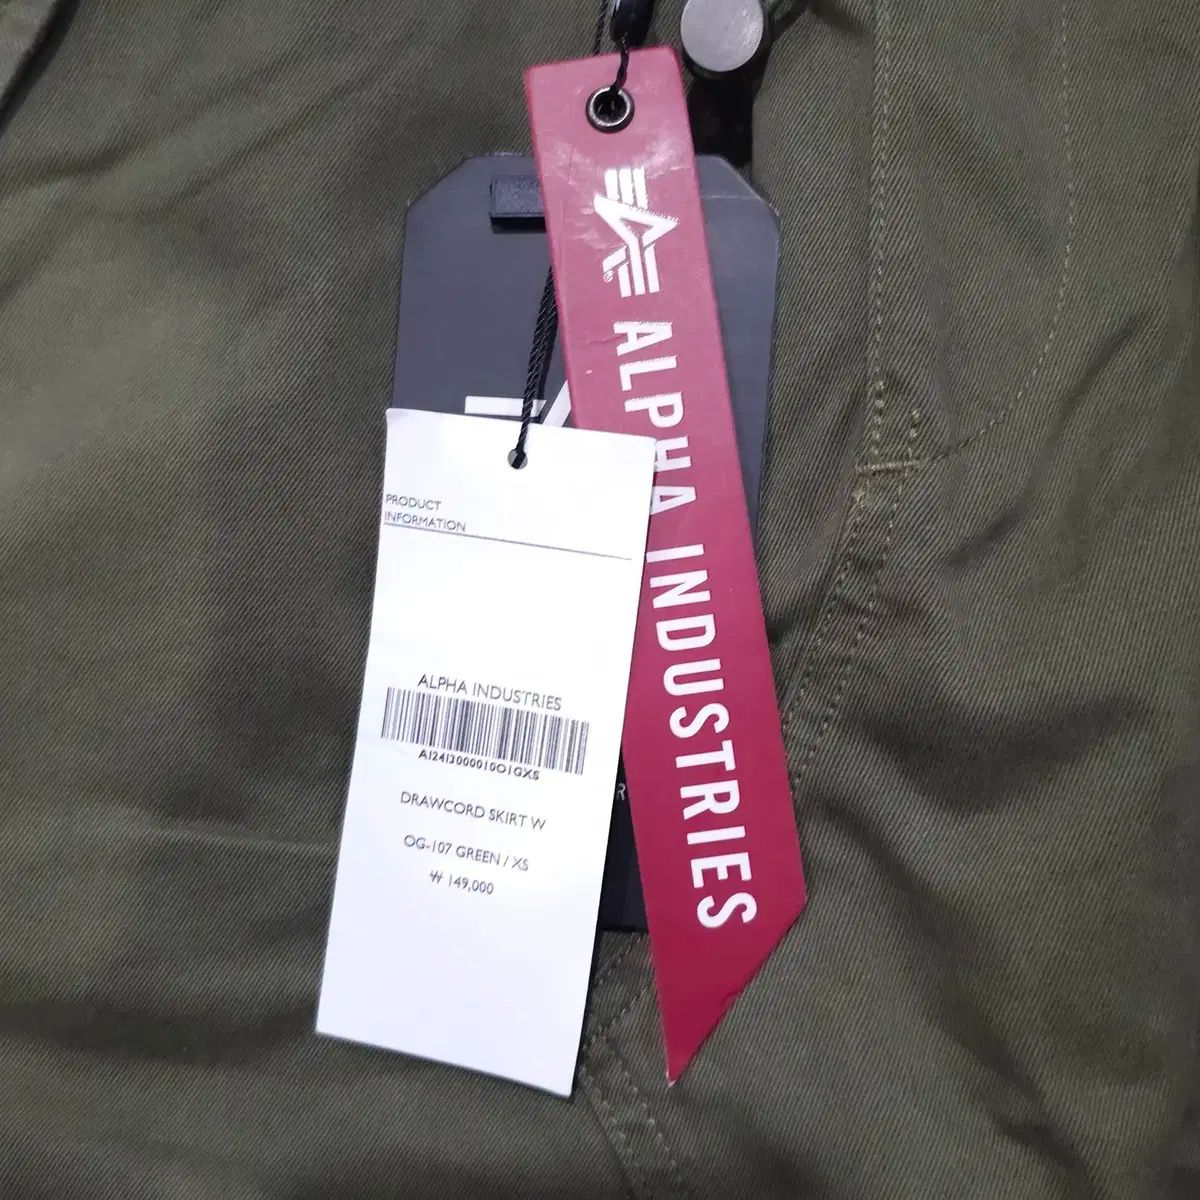 ALPHA INDUSTRIES
PRODUCT
INFORMATION
ALPHA INDUSTRIES
AI24I3000010O1GXS
DRAWCORD SKIRT W
OG-107 GREEN / XS
₩ 149,000